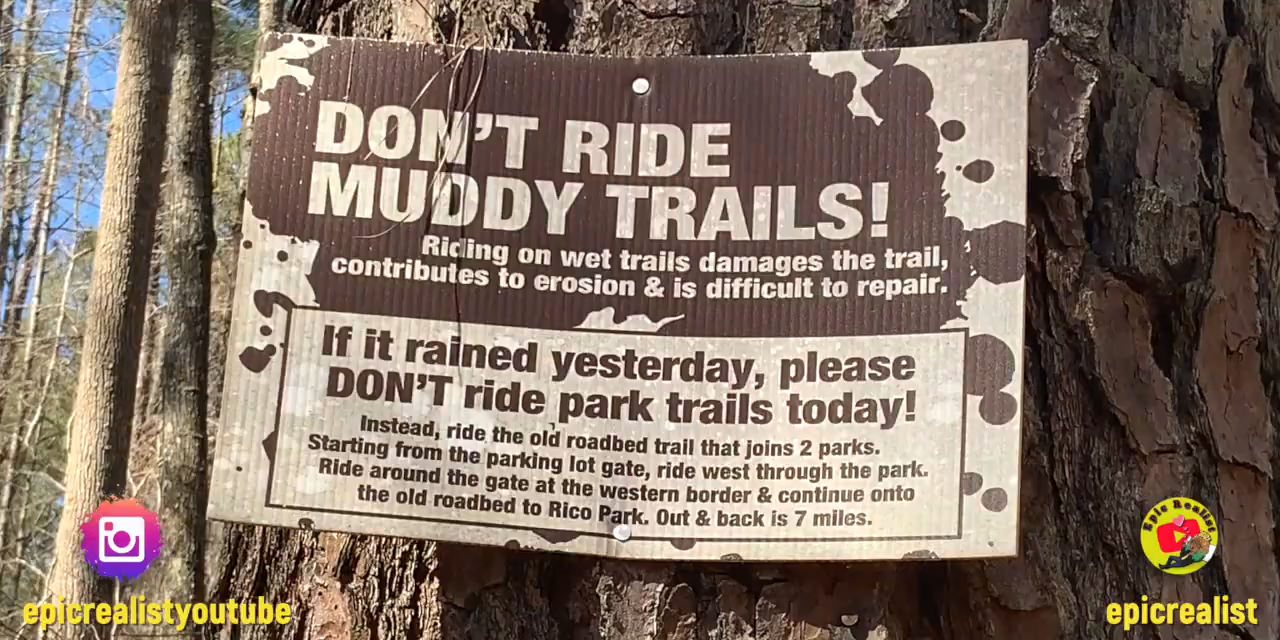 DON'T RIDE
MUDDY TRAILS!
Riding on wet trails damages the trail,
contributes to erosion & is difficult to repair.
If it rained yesterday, please
DON'T ride park trails today!
Instead, ride the old roadbed trail that joins 2 parks.
Starting from the parking lot gate, ride west through the park.
Ride around the gate at the western border & continue onto
the old roadbed to Rico Park. Out & back is 7 miles.
Epic Realist
epicrealistyoutube
epicrealist